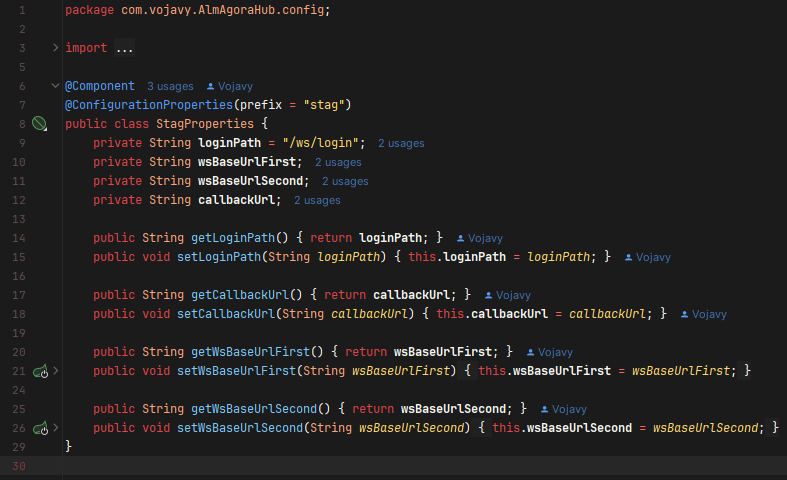 1 package com.vojavy.AlmAgoraHub.config;
2
3 import ...
5
6 @Component 3 usages Vojavy
7 @ConfigurationProperties(prefix = "stag")
8 public class StagProperties {
9 private String loginPath = "/ws/login"; 2 usages
10 private String wsBaseUrlFirst; 2 usages
11 private String wsBaseUrlSecond; 2 usages
12 private String callbackUrl; 2 usages
13
14 public String getLoginPath() { return loginPath; } Vojavy
15 public void setLoginPath(String loginPath) { this.loginPath = loginPath; } Vojavy
16
17 public String getCallbackUrl() { return callbackUrl; } Vojavy
18 public void setCallbackUrl(String callbackUrl) { this.callbackUrl = callbackUrl; } Vojavy
19
20 public String getWsBaseUrlFirst() { return wsBaseUrlFirst; } Vojavy
21 public void setWsBaseUrlFirst(String wsBaseUrlFirst) { this.wsBaseUrlFirst = wsBaseUrlFirst; }
24
25 public String getWsBaseUrlSecond() { return wsBaseUrlSecond; } Vojavy
26 public void setWsBaseUrlSecond(String wsBaseUrlSecond) { this.wsBaseUrlSecond = wsBaseUrlSecond; }
29 }
30